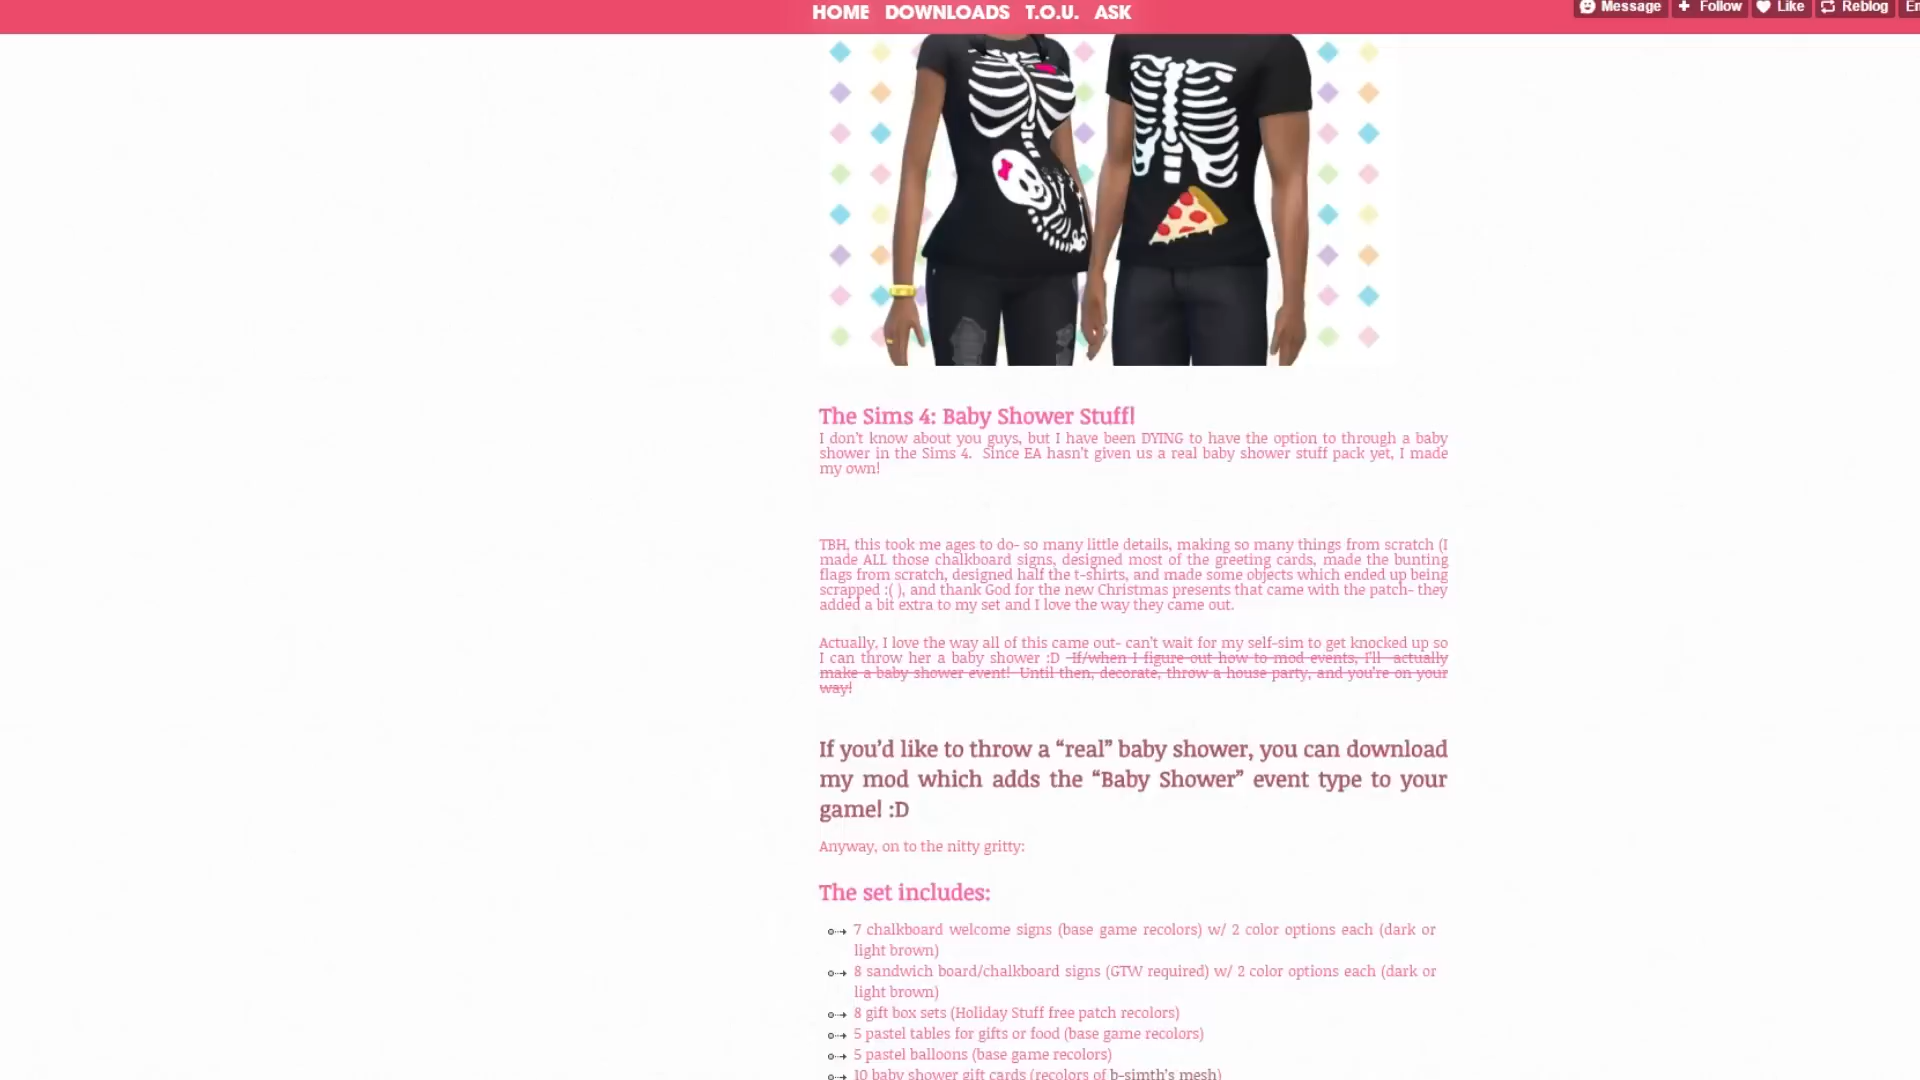 HOME DOWNLOADS T.O.U. ASK
Message Follow Like Reblog
The Sims 4: Baby Shower Stuff!
I don't know about you guys, but I have been DYING to have the option to through a baby
shower in the Sims 4. Since EA hasn't given us a real baby shower stuff pack yet, I made
my own!
TBH, this took me ages to do- so many little details, making so many things from scratch (I
made ALL those chalkboard signs, designed most of the greeting cards, made the bunting
flags from scratch, designed half the t-shirts, and made some objects which ended up being
scrapped :( ), and thank God for the new Christmas presents that came with the patch- they
added a bit extra to my set and I love the way they came out.
Actually, I love the way all of this came out- can't wait for my self-sim to get knocked up so
I can throw her a baby shower :D If/when I figure out how to mod events, I'll actually
make a baby shower event! Until then, decorate, throw a house party, and you're on your
way!
If you'd like to throw a “real” baby shower, you can download
my mod which adds the “Baby Shower” event type to your
game! :D
Anyway, on to the nitty gritty:
The set includes:
7 chalkboard welcome signs (base game recolors) w/ 2 color options each (dark or
light brown)
8 sandwich board/chalkboard signs (GTW required) w/ 2 color options each (dark or
light brown)
8 gift box sets (Holiday Stuff free patch recolors)
5 pastel tables for gifts or food (base game recolors)
5 pastel balloons (base game recolors)
10 baby shower gift cards (recolors of b-simth's mesh)